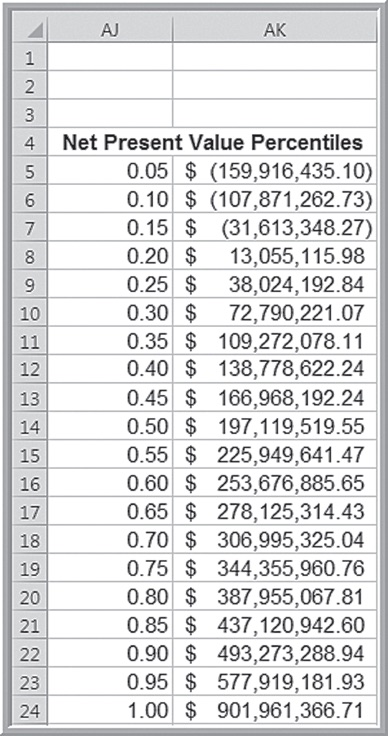 AJ AK
1
2
3
4 Net Present Value Percentiles
5 0.05 $ (159,916,435.10)
6 0.10 $ (107,871,262.73)
7 0.15 $ (31,613,348.27)
8 0.20 $ 13,055,115.98
9 0.25 $ 38,024,192.84
10 0.30 $ 72,790,221.07
11 0.35 $ 109,272,078.11
12 0.40 $ 138,778,622.24
13 0.45 $ 166,968,192.24
14 0.50 $ 197,119,519.55
15 0.55 $ 225,949,641.47
16 0.60 $ 253,676,885.65
17 0.65 $ 278,125,314.43
18 0.70 $ 306,995,325.04
19 0.75 $ 344,355,960.76
20 0.80 $ 387,955,067.81
21 0.85 $ 437,120,942.60
22 0.90 $ 493,273,288.94
23 0.95 $ 577,919,181.93
24 1.00 $ 901,961,366.71